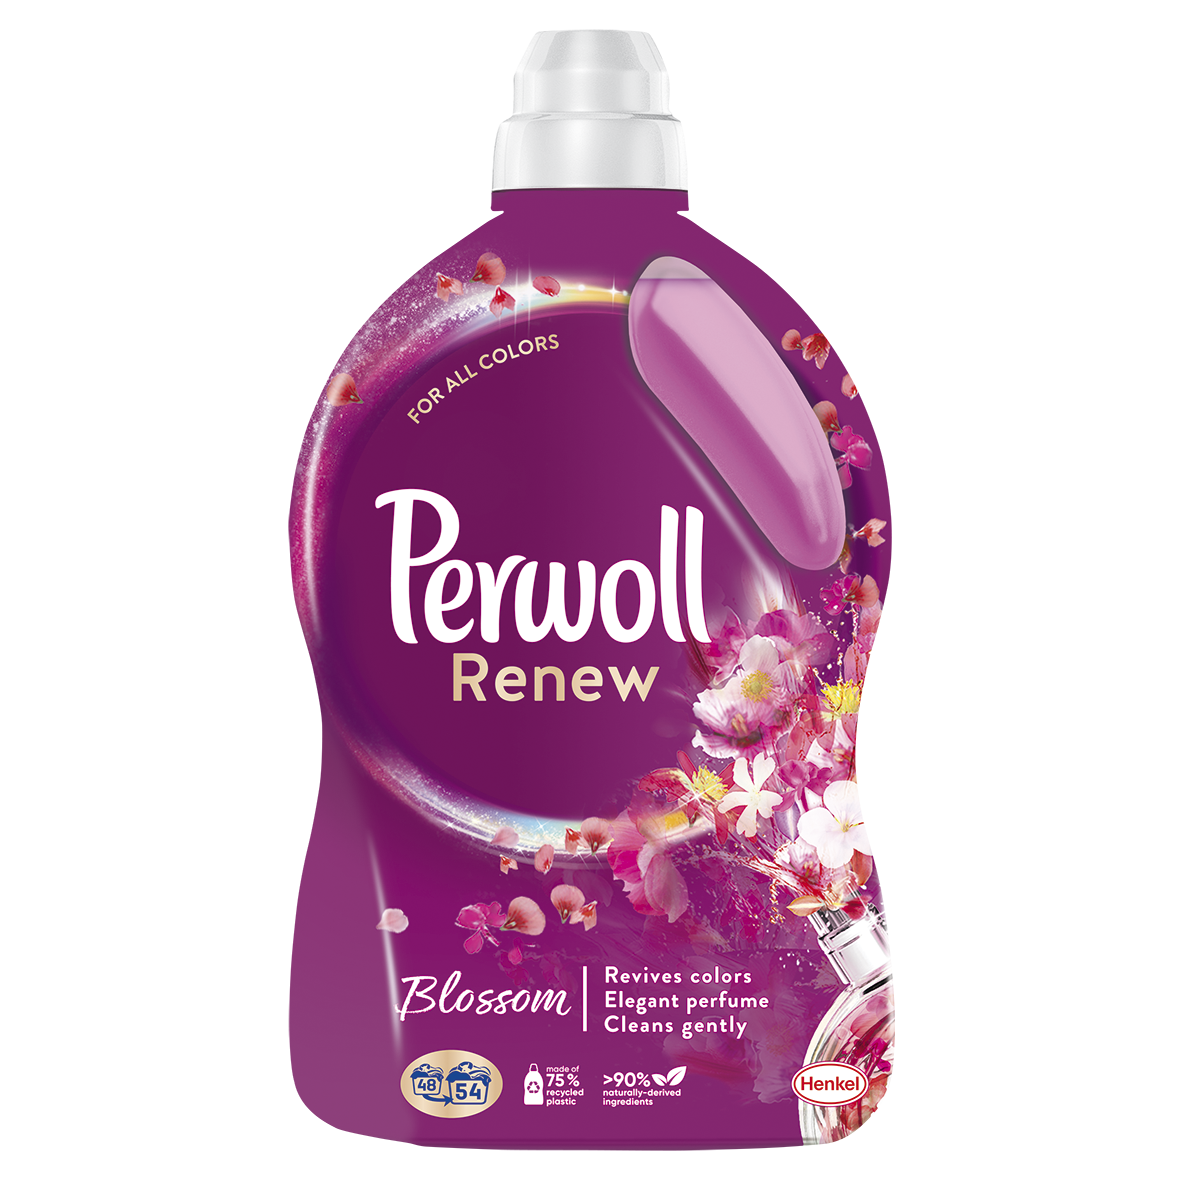 FOR ALL COLORS
Perwoll
Renew
Blossom
Revives colors
Elegant perfume
Cleans gently
48
54
made of
75%
recycled
plastic
>90%
naturally-derived
ingredients
Henkel